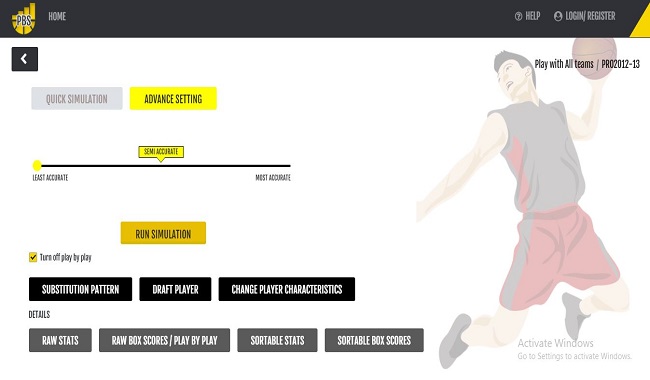 PBS
HOME
HELP
LOGIN/ REGISTER
Play with All teams / PRO2012-13
QUICK SIMULATION
ADVANCE SETTING
SEMI ACCURATE
LEAST ACCURATE
MOST ACCURATE
RUN SIMULATION
Turn off play by play
SUBSTITUTION PATTERN
DRAFT PLAYER
CHANGE PLAYER CHARACTERISTICS
DETAILS
RAW STATS
RAW BOX SCORES / PLAY BY PLAY
SORTABLE STATS
SORTABLE BOX SCORES
Activate Windows
Go to Settings to activate Windows.